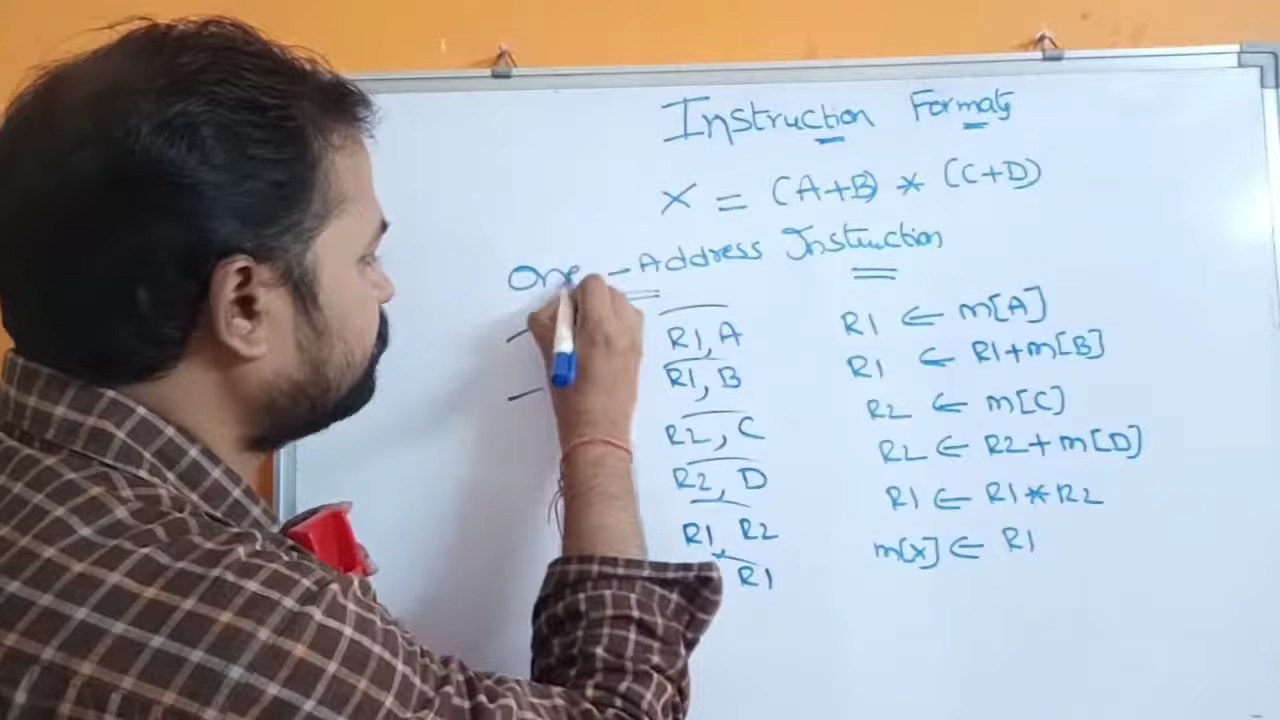 Instruction Formats
X = (A+B) * (C+D)
One - Address Instruction
R1, A R1 ← m[A]
R1, B R1 ← R1+m[B]
R2, C R2 ← m[C]
R2, D R2 ← R2+m[D]
R1, R2 R1 ← R1*R2
R1 m[X] ← R1